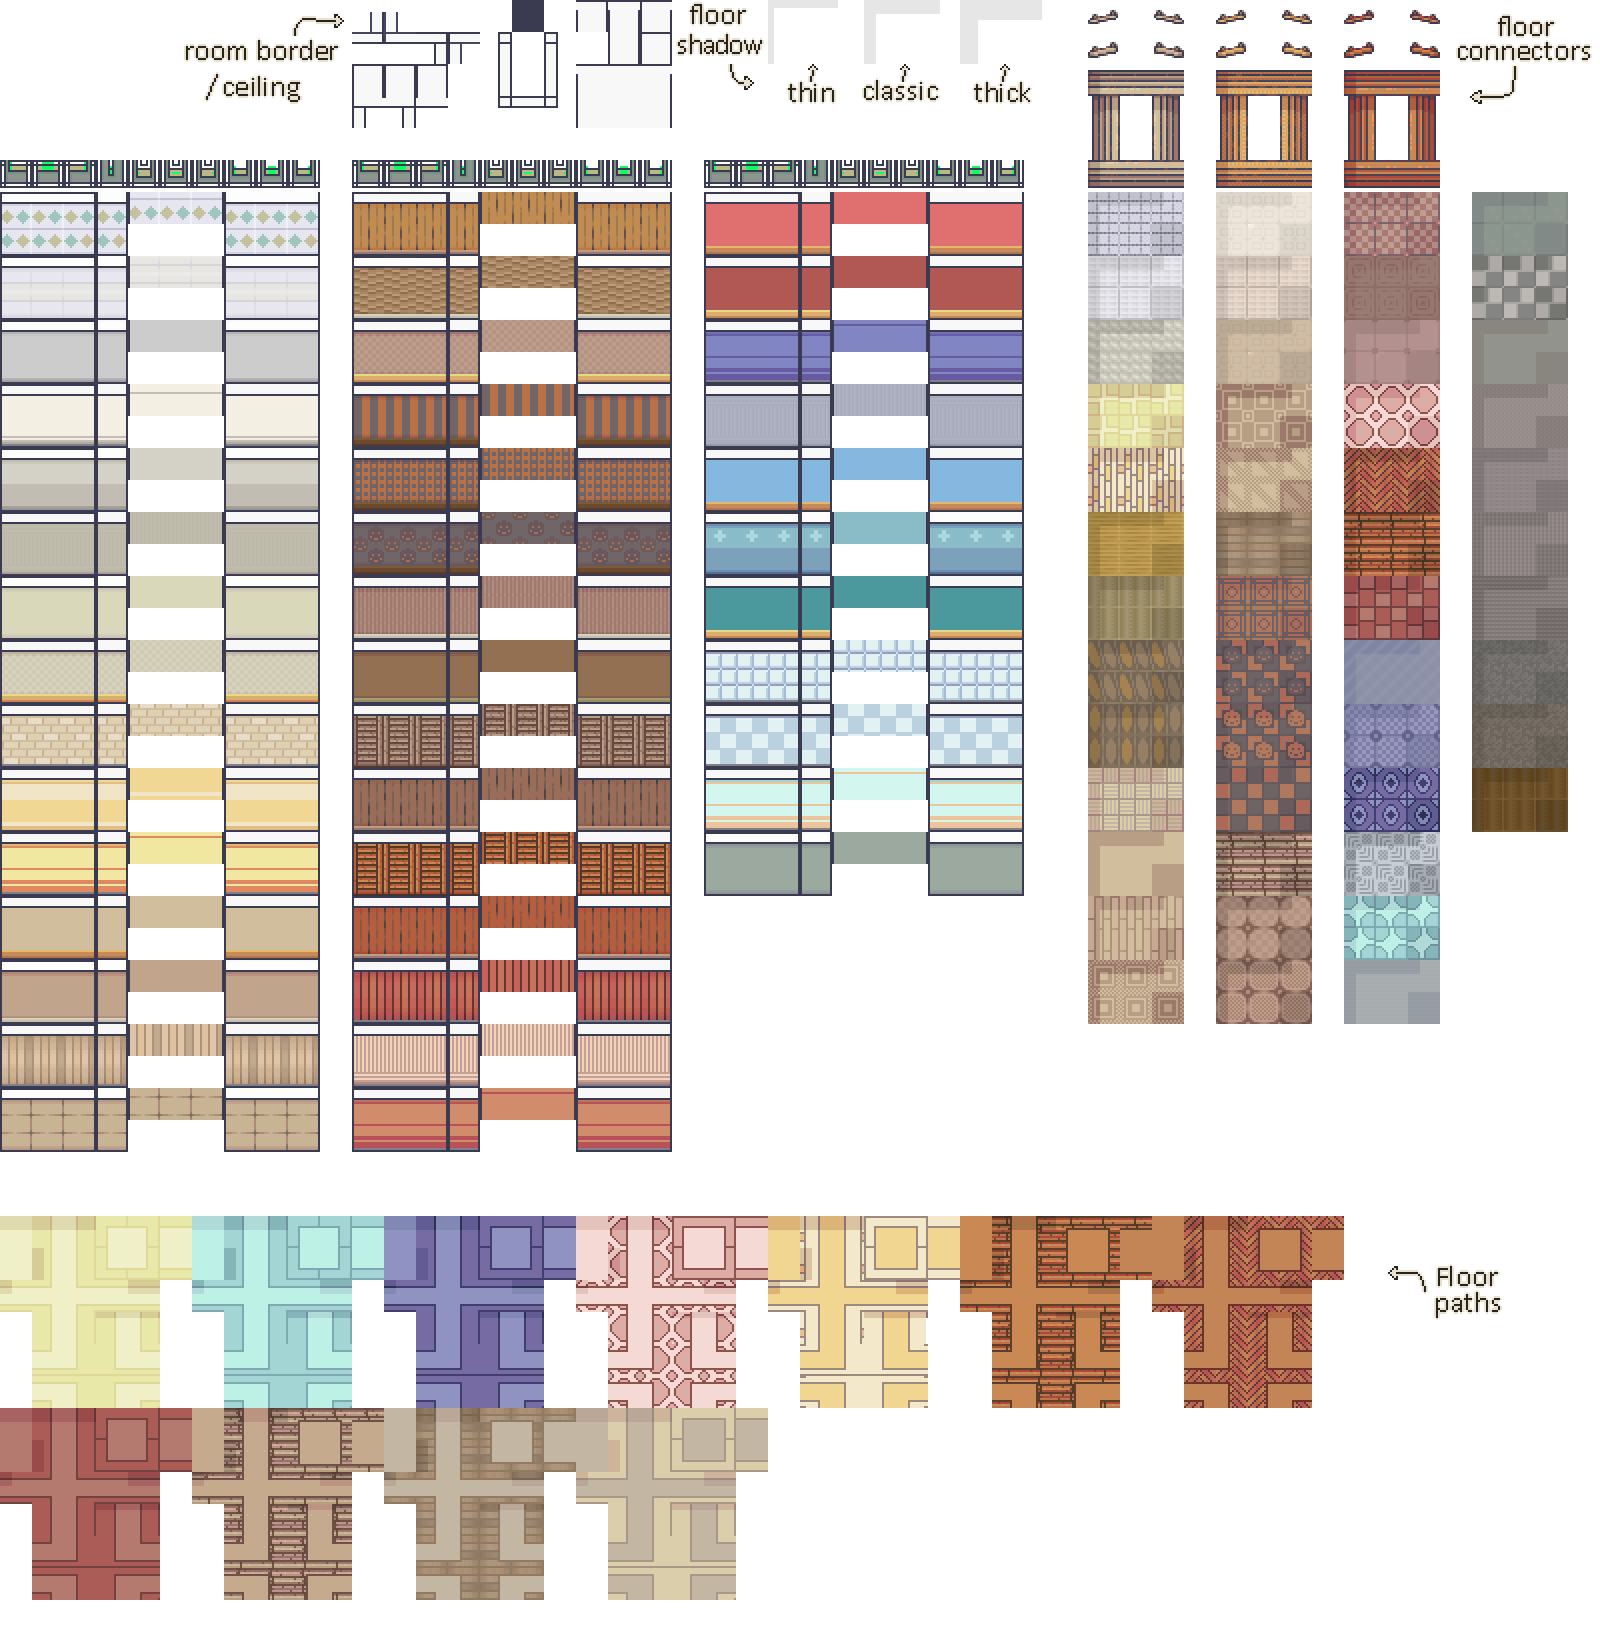 room border
/ceiling
floor
shadow
thin
classic
thick
floor
connectors
Floor
paths